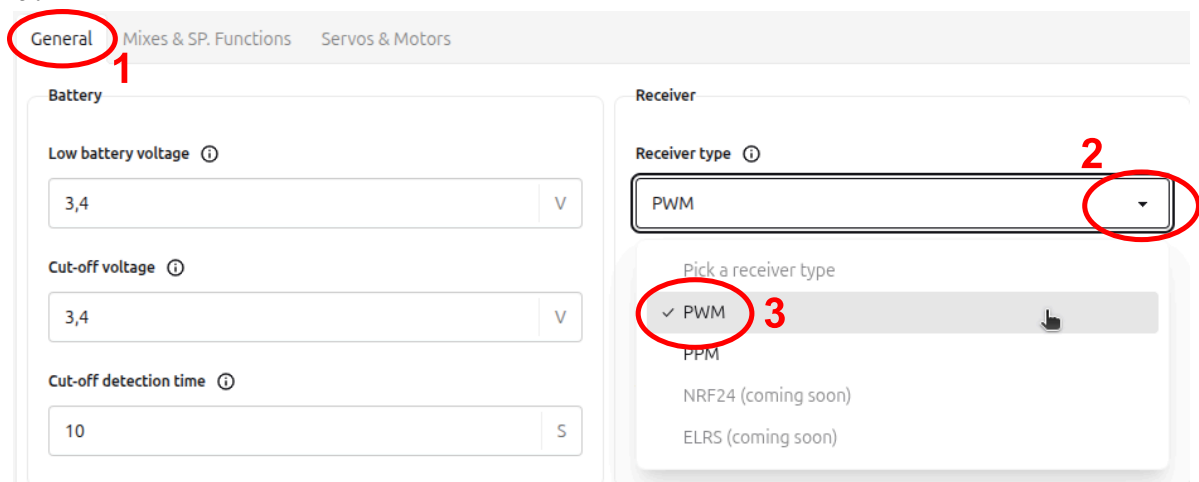 General Mixes & SP. Functions Servos & Motors
1
Battery
Low battery voltage
3,4 V
Cut-off voltage
3,4 V
Cut-off detection time
10 S
Receiver
Receiver type
2
PWM
Pick a receiver type
PWM 3
PPM
NRF24 (coming soon)
ELRS (coming soon)